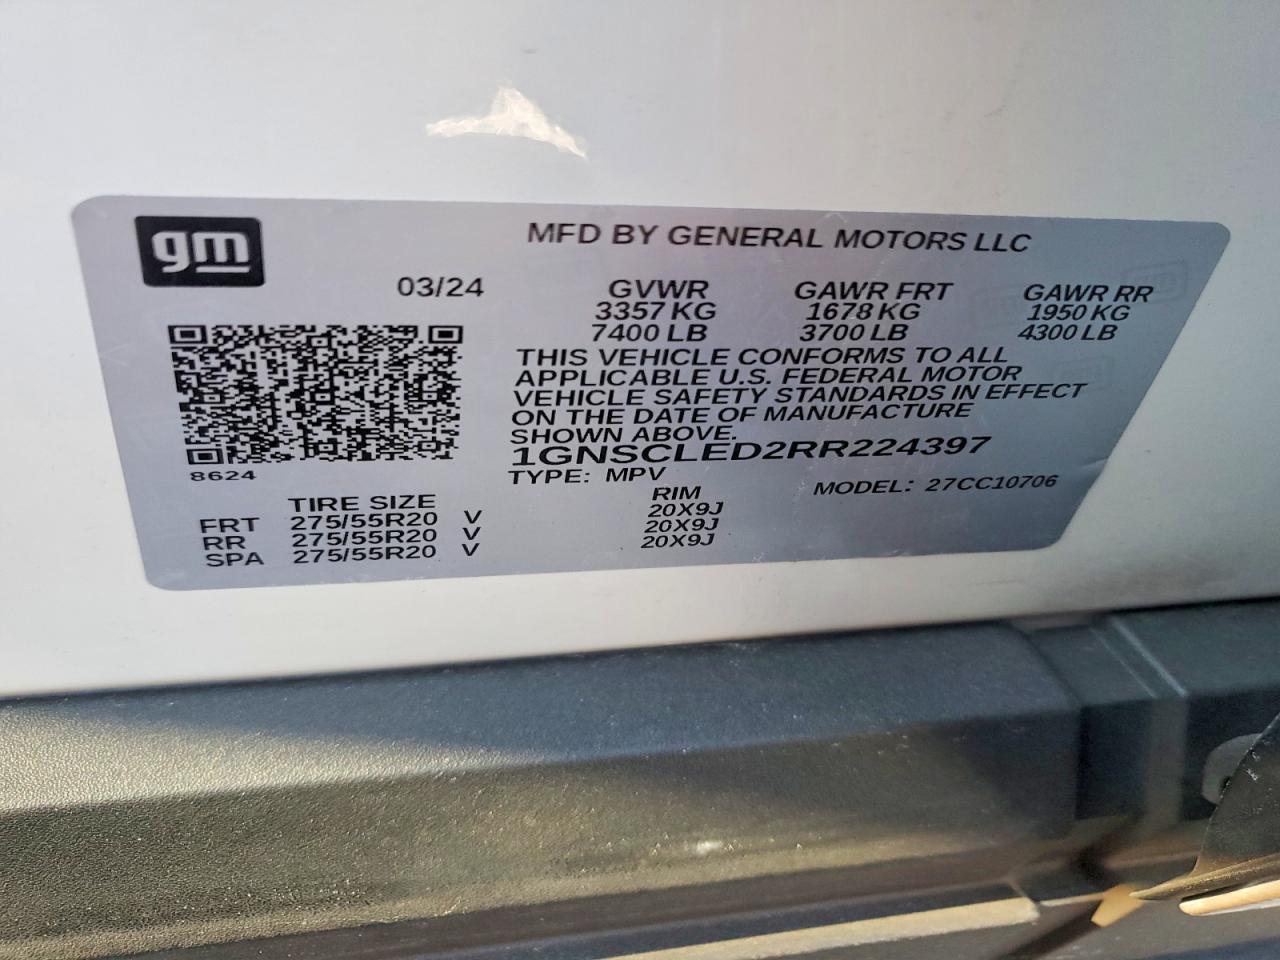 gm
MFD BY GENERAL MOTORS LLC
03/24
GVWR GAWR FRT GAWR RR
3357 KG 1678 KG 1950 KG
7400 LB 3700 LB 4300 LB
THIS VEHICLE CONFORMS TO ALL
APPLICABLE U.S. FEDERAL MOTOR
VEHICLE SAFETY STANDARDS IN EFFECT
ON THE DATE OF MANUFACTURE
SHOWN ABOVE.
1GNSCLED2RR224397
8624
TYPE: MPV MODEL: 27CC10706
TIRE SIZE RIM
FRT 275/55R20 V 20X9J
RR 275/55R20 V 20X9J
SPA 275/55R20 V 20X9J